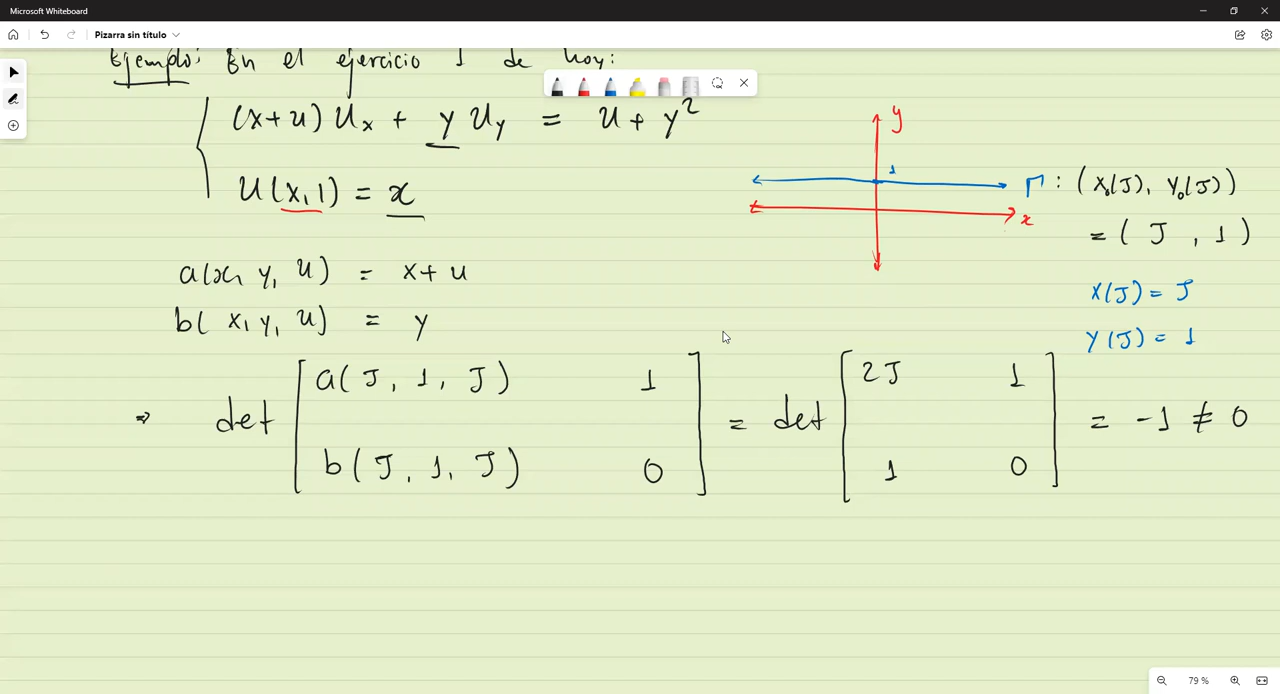 Microsoft Whiteboard
Pizarra sin título
Ejemplo: En el ejercicio 1 de hoy:
(x+u) Ux + y Uy = u + y²
U(x,1) = x
y
1
x
Γ : (X₀(J), Y₀(J))
= ( J , 1 )
X(J) = J
Y(J) = 1
a(x, y, u) = x+u
b( x, y, u) = y
⇒ det [ a( J, 1, J) 1 ] = det [ 2J 1 ] = -1 ≠ 0
b( J, 1, J) 0 1 0
79 %